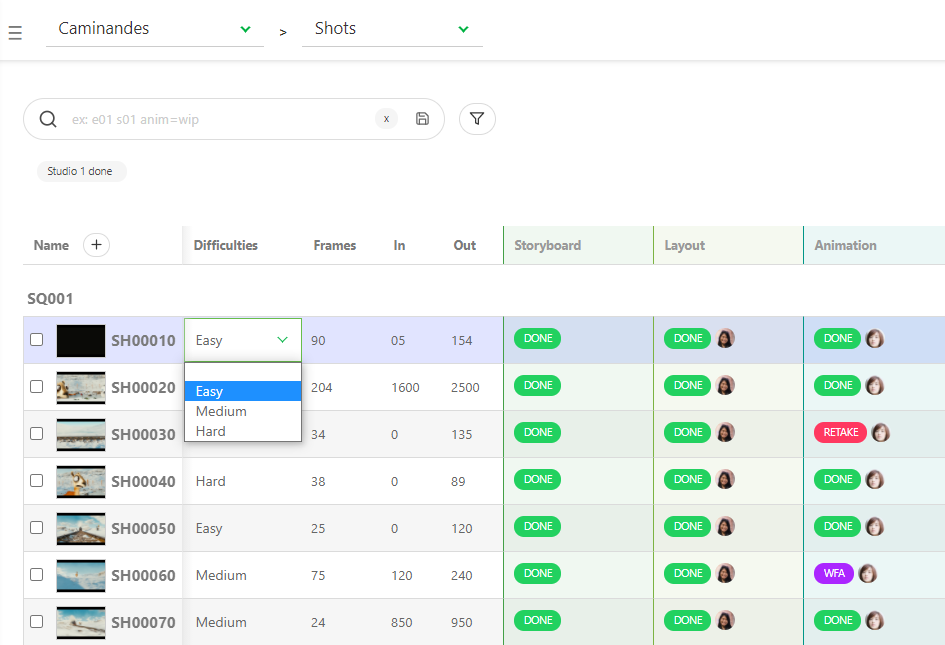 Caminandes > Shots
ex: e01 s01 anim=wip x
Studio 1 done
Name + Difficulties Frames In Out Storyboard Layout Animation
SQ001
SH00010 Easy 90 05 154 DONE DONE DONE
SH00020 204 1600 2500 DONE DONE DONE
Easy
Medium
Hard
SH00030 34 0 135 DONE DONE RETAKE
SH00040 Hard 38 0 89 DONE DONE DONE
SH00050 Easy 25 0 120 DONE DONE DONE
SH00060 Medium 75 120 240 DONE DONE WFA
SH00070 Medium 24 850 950 DONE DONE DONE